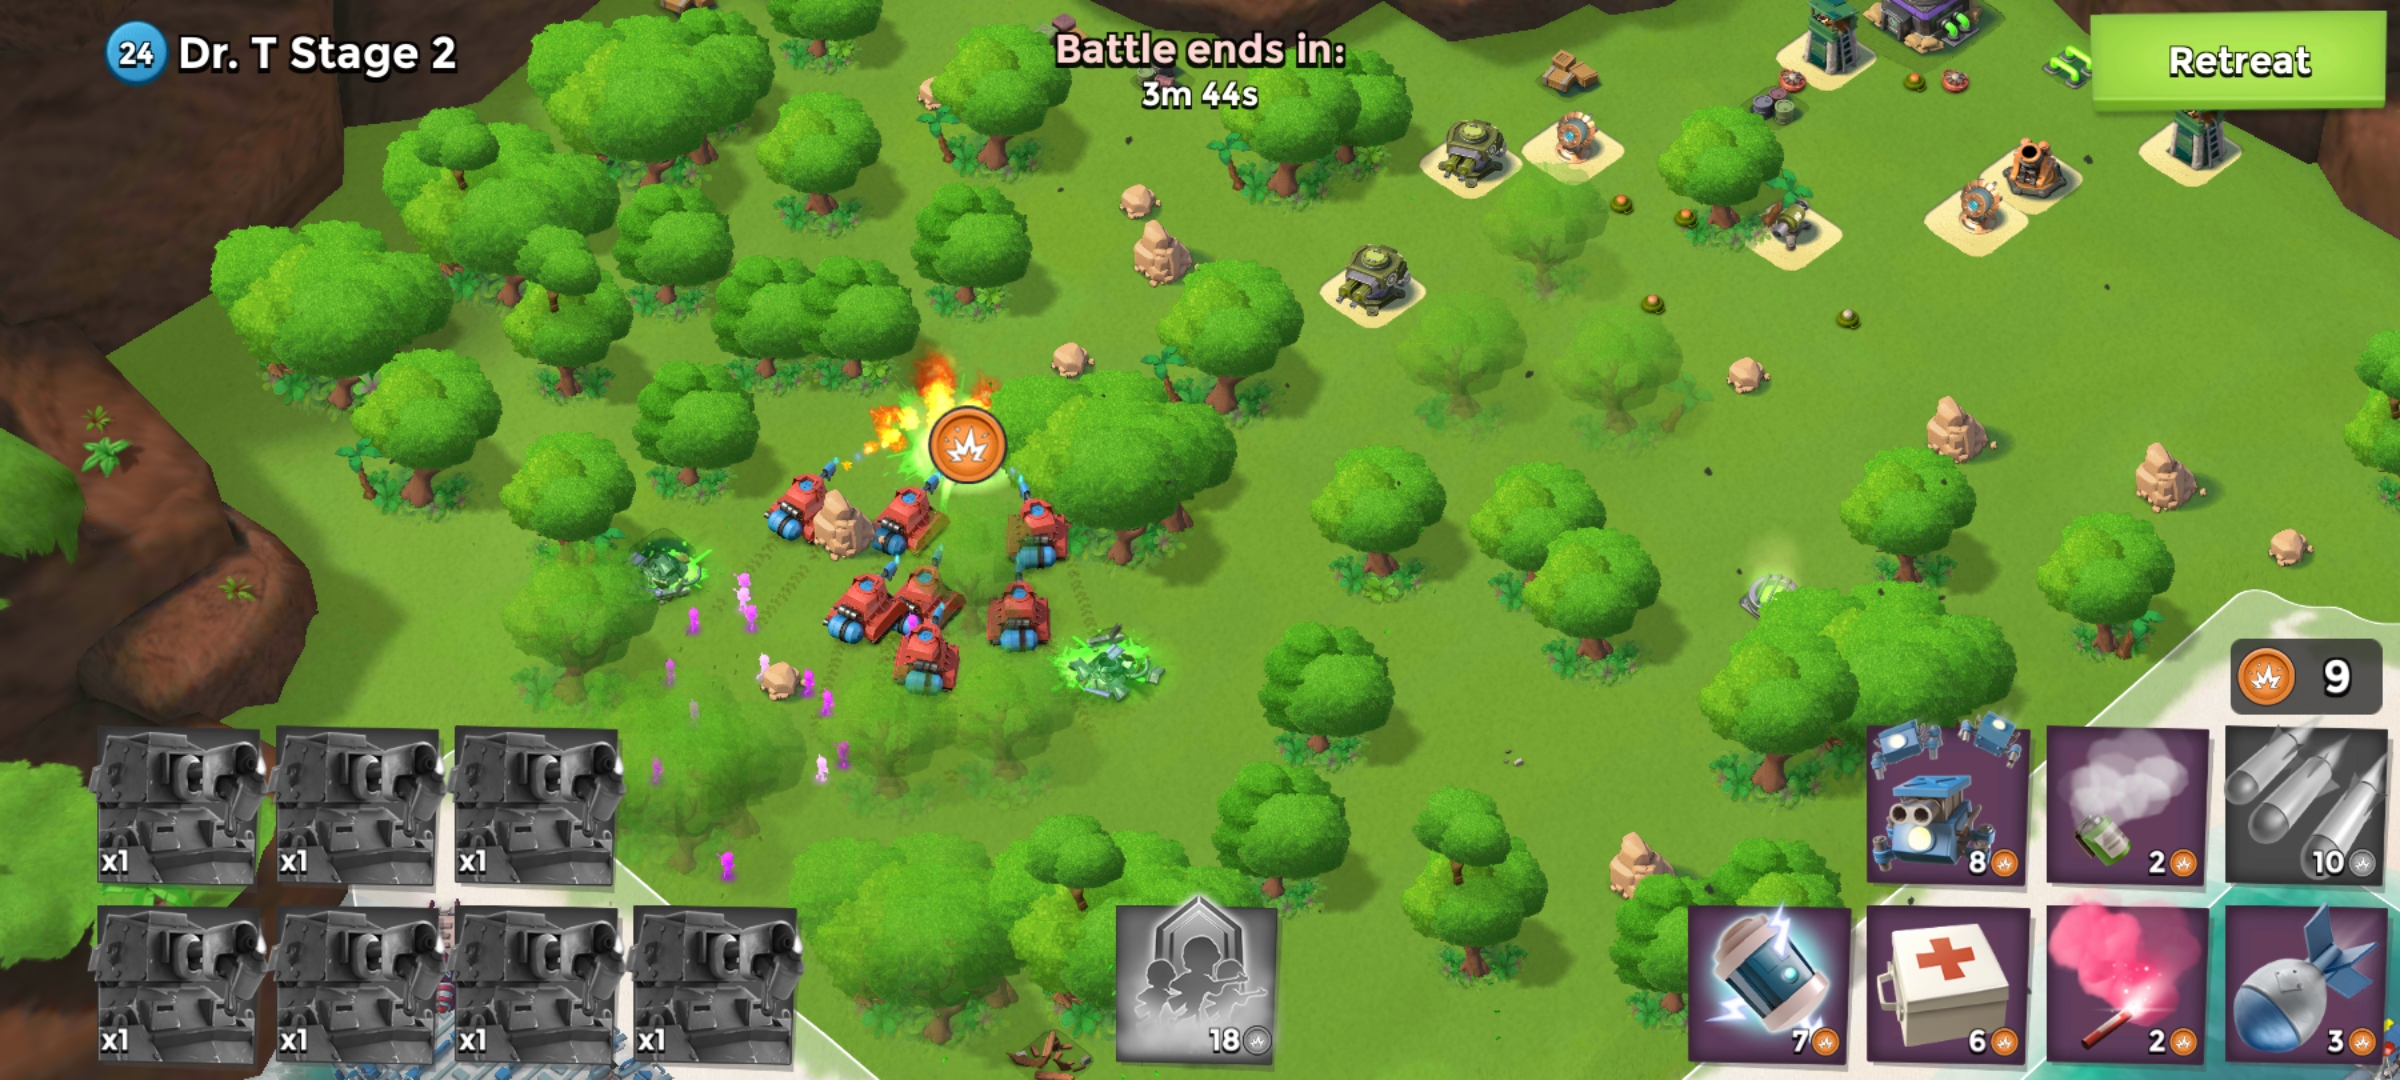 24 Dr. T Stage 2
Battle ends in:
3m 44s
Retreat
9
x1 x1 x1
8 2 10
x1 x1 x1 x1
18
7 6 2 3